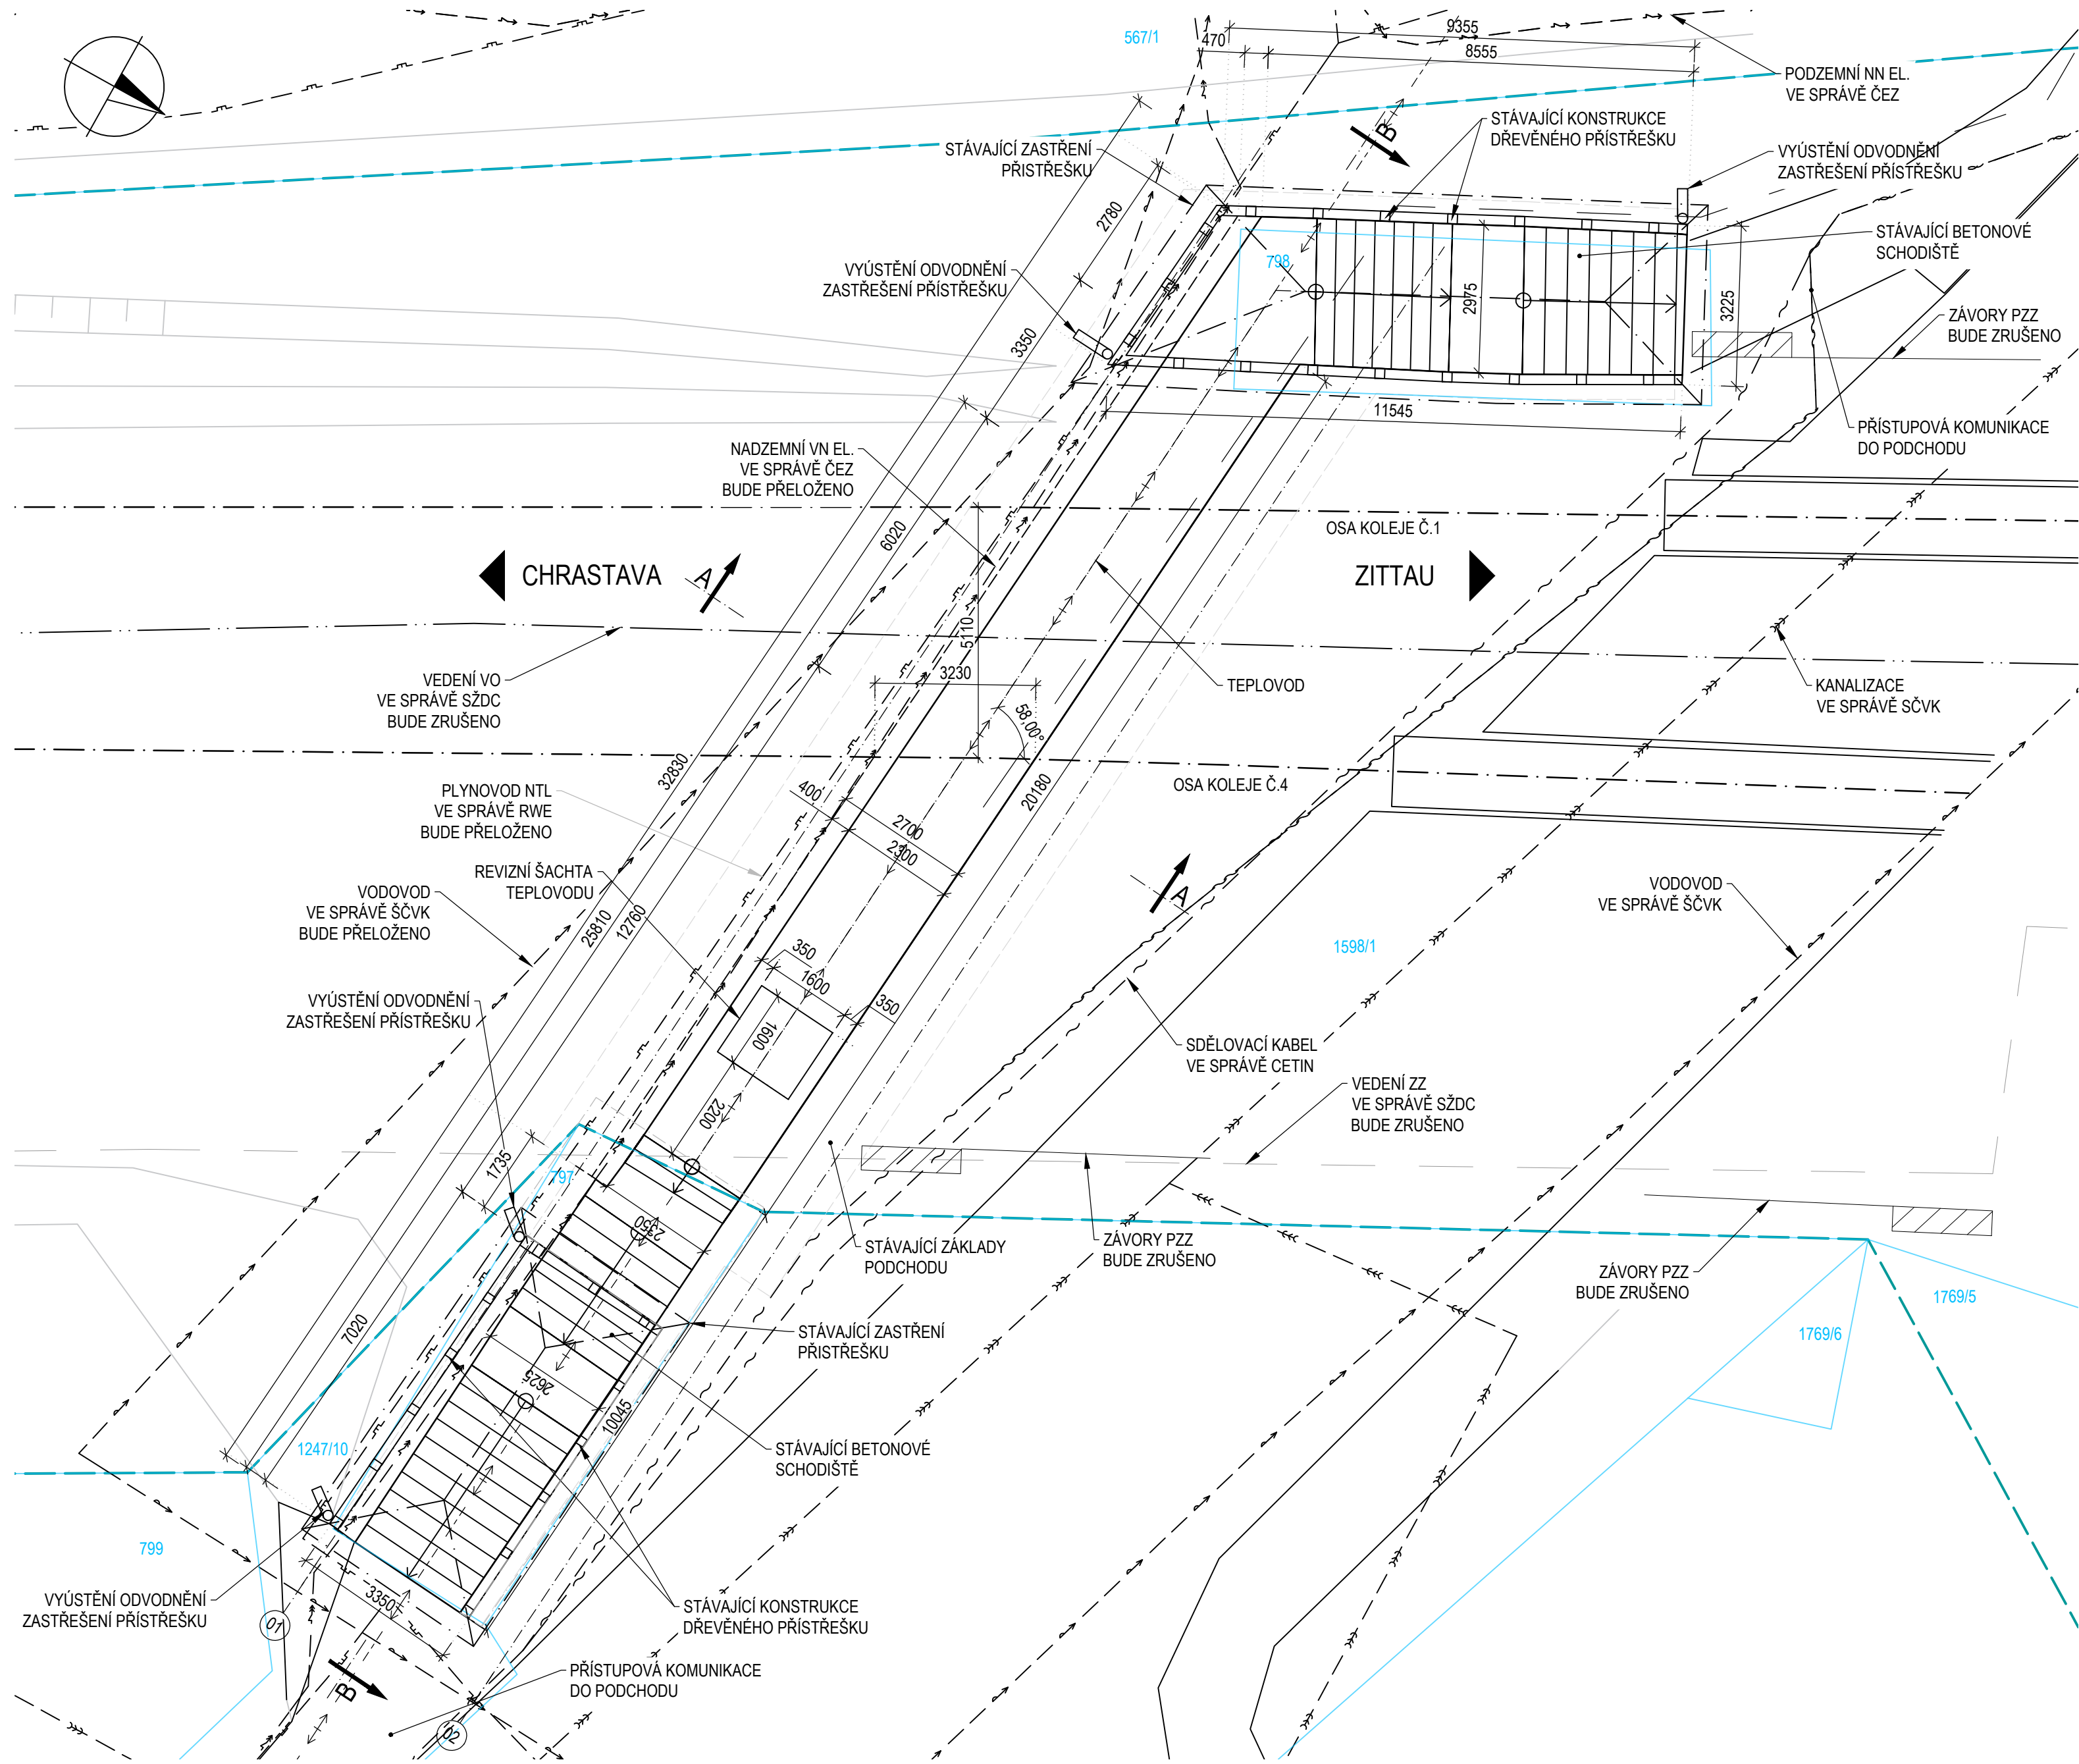 567/1
470
9355
8555
PODZEMNÍ NN EL.
VE SPRÁVĚ ČEZ
STÁVAJÍCÍ KONSTRUKCE
DŘEVĚNÉHO PŘÍSTŘEŠKU
B
STÁVAJÍCÍ ZASTŘENÍ
PŘISTŘEŠKU
VYÚSTĚNÍ ODVODNĚNÍ
ZASTŘEŠENÍ PŘÍSTŘEŠKU
2780
STÁVAJÍCÍ BETONOVÉ
SCHODIŠTĚ
798
VYÚSTĚNÍ ODVODNĚNÍ
ZASTŘEŠENÍ PŘÍSTŘEŠKU
2975
3225
ZÁVORY PZZ
BUDE ZRUŠENO
3350
11545
PŘÍSTUPOVÁ KOMUNIKACE
DO PODCHODU
NADZEMNÍ VN EL.
VE SPRÁVĚ ČEZ
BUDE PŘELOŽENO
6020
OSA KOLEJE Č.1
CHRASTAVA
A
ZITTAU
5110
3230
VEDENÍ VO
VE SPRÁVĚ SŽDC
BUDE ZRUŠENO
TEPLOVOD
KANALIZACE
VE SPRÁVĚ SČVK
58,00°
32830
OSA KOLEJE Č.4
20180
PLYNOVOD NTL
VE SPRÁVĚ RWE
BUDE PŘELOŽENO
400
2700
2300
REVIZNÍ ŠACHTA
TEPLOVODU
VODOVOD
VE SPRÁVĚ ŠČVK
BUDE PŘELOŽENO
A
VODOVOD
VE SPRÁVĚ ŠČVK
25810
12760
350
1600
350
1598/1
VYÚSTĚNÍ ODVODNĚNÍ
ZASTŘEŠENÍ PŘÍSTŘEŠKU
1600
SDĚLOVACÍ KABEL
VE SPRÁVĚ CETIN
2200
VEDENÍ ZZ
VE SPRÁVĚ SŽDC
BUDE ZRUŠENO
1735
797
2350
STÁVAJÍCÍ ZÁKLADY
PODCHODU
ZÁVORY PZZ
BUDE ZRUŠENO
ZÁVORY PZZ
BUDE ZRUŠENO
1769/5
1769/6
7020
STÁVAJÍCÍ ZASTŘENÍ
PŘISTŘEŠKU
2625
10045
1247/10
STÁVAJÍCÍ BETONOVÉ
SCHODIŠTĚ
799
VYÚSTĚNÍ ODVODNĚNÍ
ZASTŘEŠENÍ PŘÍSTŘEŠKU
01
3350
STÁVAJÍCÍ KONSTRUKCE
DŘEVĚNÉHO PŘÍSTŘEŠKU
PŘÍSTUPOVÁ KOMUNIKACE
DO PODCHODU
B
02